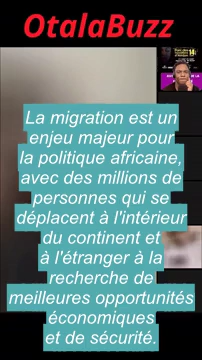 OtalaBuzz
La migration est un
enjeu majeur pour
la politique africaine,
avec des millions de
personnes qui se
déplacent à l'intérieur
du continent et
à l'étranger à la
recherche de
meilleures opportunités
économiques
et de sécurité.